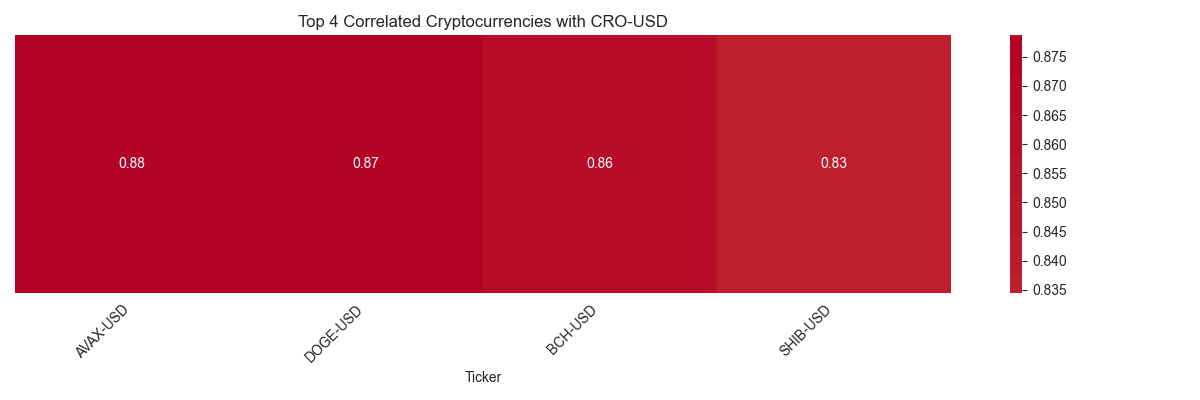 Top 4 Correlated Cryptocurrencies with CRO-USD
0.88 0.87 0.86 0.83
0.875
0.870
0.865
0.860
0.855
0.850
0.845
0.840
0.835
AVAX-USD DOGE-USD BCH-USD SHIB-USD
Ticker